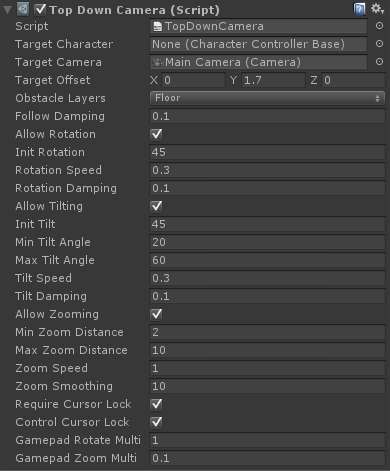 Top Down Camera (Script)
Script TopDownCamera
Target Character None (Character Controller Base)
Target Camera Main Camera (Camera)
Target Offset X 0 Y 1.7 Z 0
Obstacle Layers Floor
Follow Damping 0.1
Allow Rotation
Init Rotation 45
Rotation Speed 0.3
Rotation Damping 0.1
Allow Tilting
Init Tilt 45
Min Tilt Angle 20
Max Tilt Angle 60
Tilt Speed 0.3
Tilt Damping 0.1
Allow Zooming
Min Zoom Distance 2
Max Zoom Distance 10
Zoom Speed 1
Zoom Smoothing 10
Require Cursor Lock
Control Cursor Lock
Gamepad Rotate Multi 1
Gamepad Zoom Multi 0.1